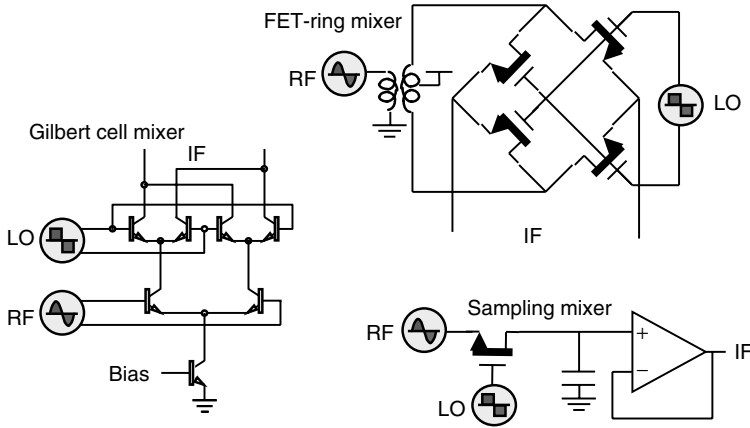 FET-ring mixer
RF
LO
IF
Gilbert cell mixer
IF
LO
RF
Bias
Sampling mixer
RF
+
−
IF
LO